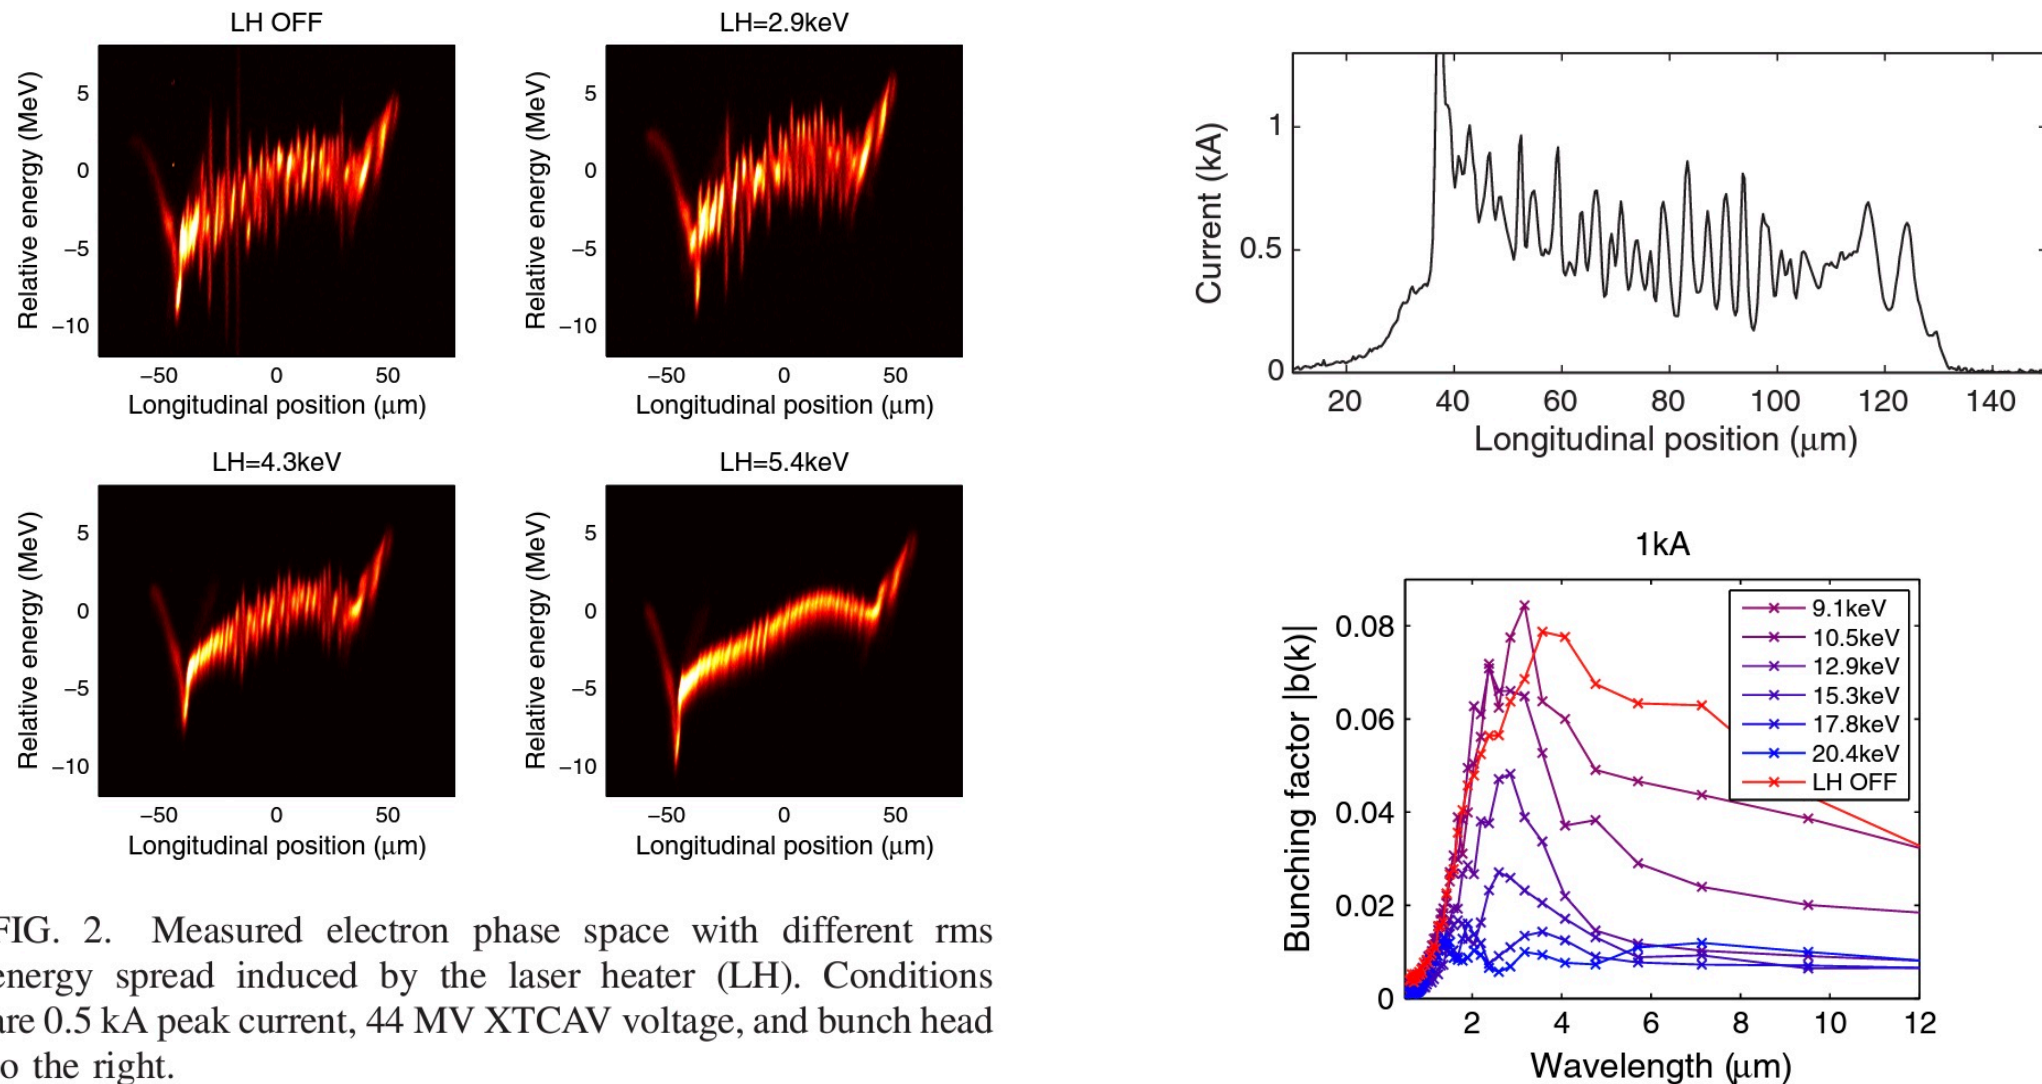 LH OFF
Relative energy (MeV)
5
0
−5
−10
−50 0 50
Longitudinal position (μm)
LH=2.9keV
Relative energy (MeV)
5
0
−5
−10
−50 0 50
Longitudinal position (μm)
LH=4.3keV
Relative energy (MeV)
5
0
−5
−10
−50 0 50
Longitudinal position (μm)
LH=5.4keV
Relative energy (MeV)
5
0
−5
−10
−50 0 50
Longitudinal position (μm)
FIG. 2. Measured electron phase space with different rms
energy spread induced by the laser heater (LH). Conditions
are 0.5 kA peak current, 44 MV XTCAV voltage, and bunch head
to the right.
Current (kA)
1
0.5
0
20 40 60 80 100 120 140
Longitudinal position (μm)
1kA
Bunching factor |b(k)|
0.08
0.06
0.04
0.02
0
9.1keV
10.5keV
12.9keV
15.3keV
17.8keV
20.4keV
LH OFF
2 4 6 8 10 12
Wavelength (μm)